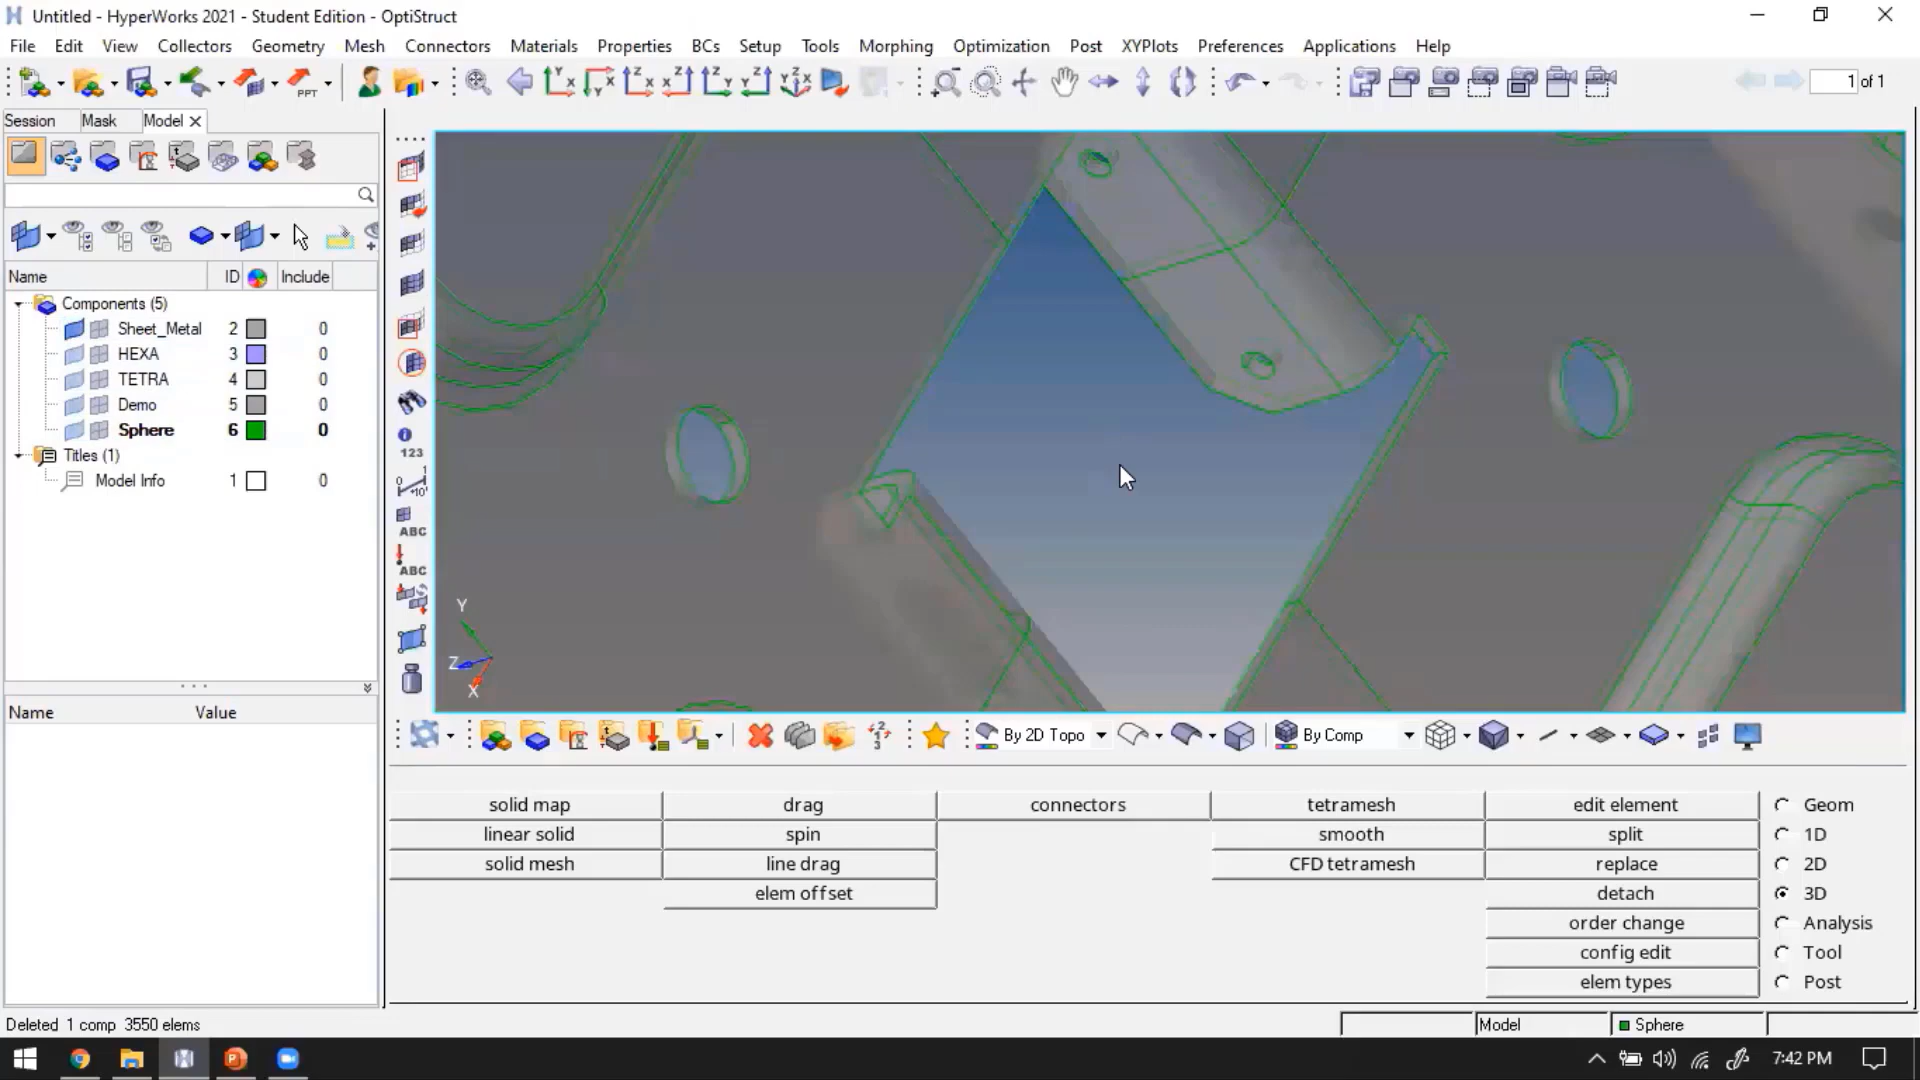 Untitled - HyperWorks 2021 - Student Edition - OptiStruct
File Edit View Collectors Geometry Mesh Connectors Materials Properties BCs Setup Tools Morphing Optimization Post XYPlots Preferences Applications Help
PPT
1 of 1
Session Mask Model
Name ID Include
Components (5)
Sheet_Metal 2 0
HEXA 3 0
TETRA 4 0
Demo 5 0
Sphere 6 0
Titles (1)
Model Info 1 0
123
ABC
ABC
Y
Z
X
Name Value
By 2D Topo By Comp
solid map drag connectors tetramesh edit element Geom
linear solid spin smooth split 1D
solid mesh line drag CFD tetramesh replace 2D
elem offset detach 3D
order change Analysis
config edit Tool
elem types Post
Deleted 1 comp 3550 elems Model Sphere
7:42 PM